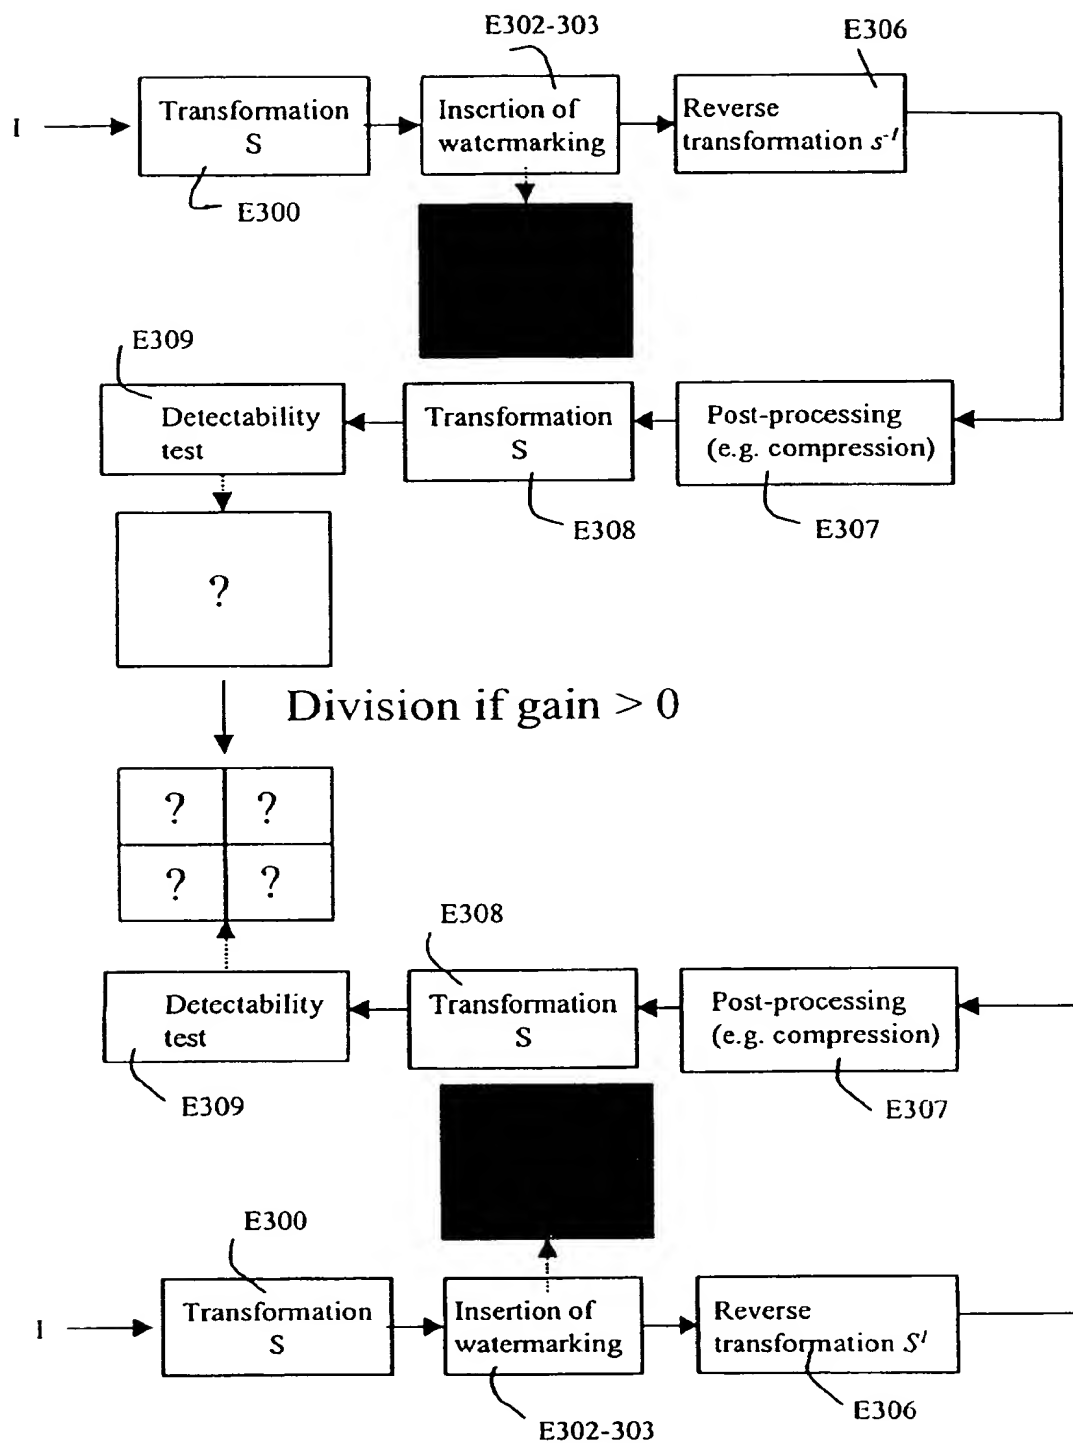 E302-303
E306
I
Transformation
S
Insertion of
watermarking
Reverse
transformation s⁻¹
E300
E309
Detectability
test
Transformation
S
Post-processing
(e.g. compression)
E308
E307
?
Division if gain > 0
? ?
? ?
E308
Detectability
test
Transformation
S
Post-processing
(e.g. compression)
E309
E307
E300
I
Transformation
S
Insertion of
watermarking
Reverse
transformation S¹
E302-303
E306